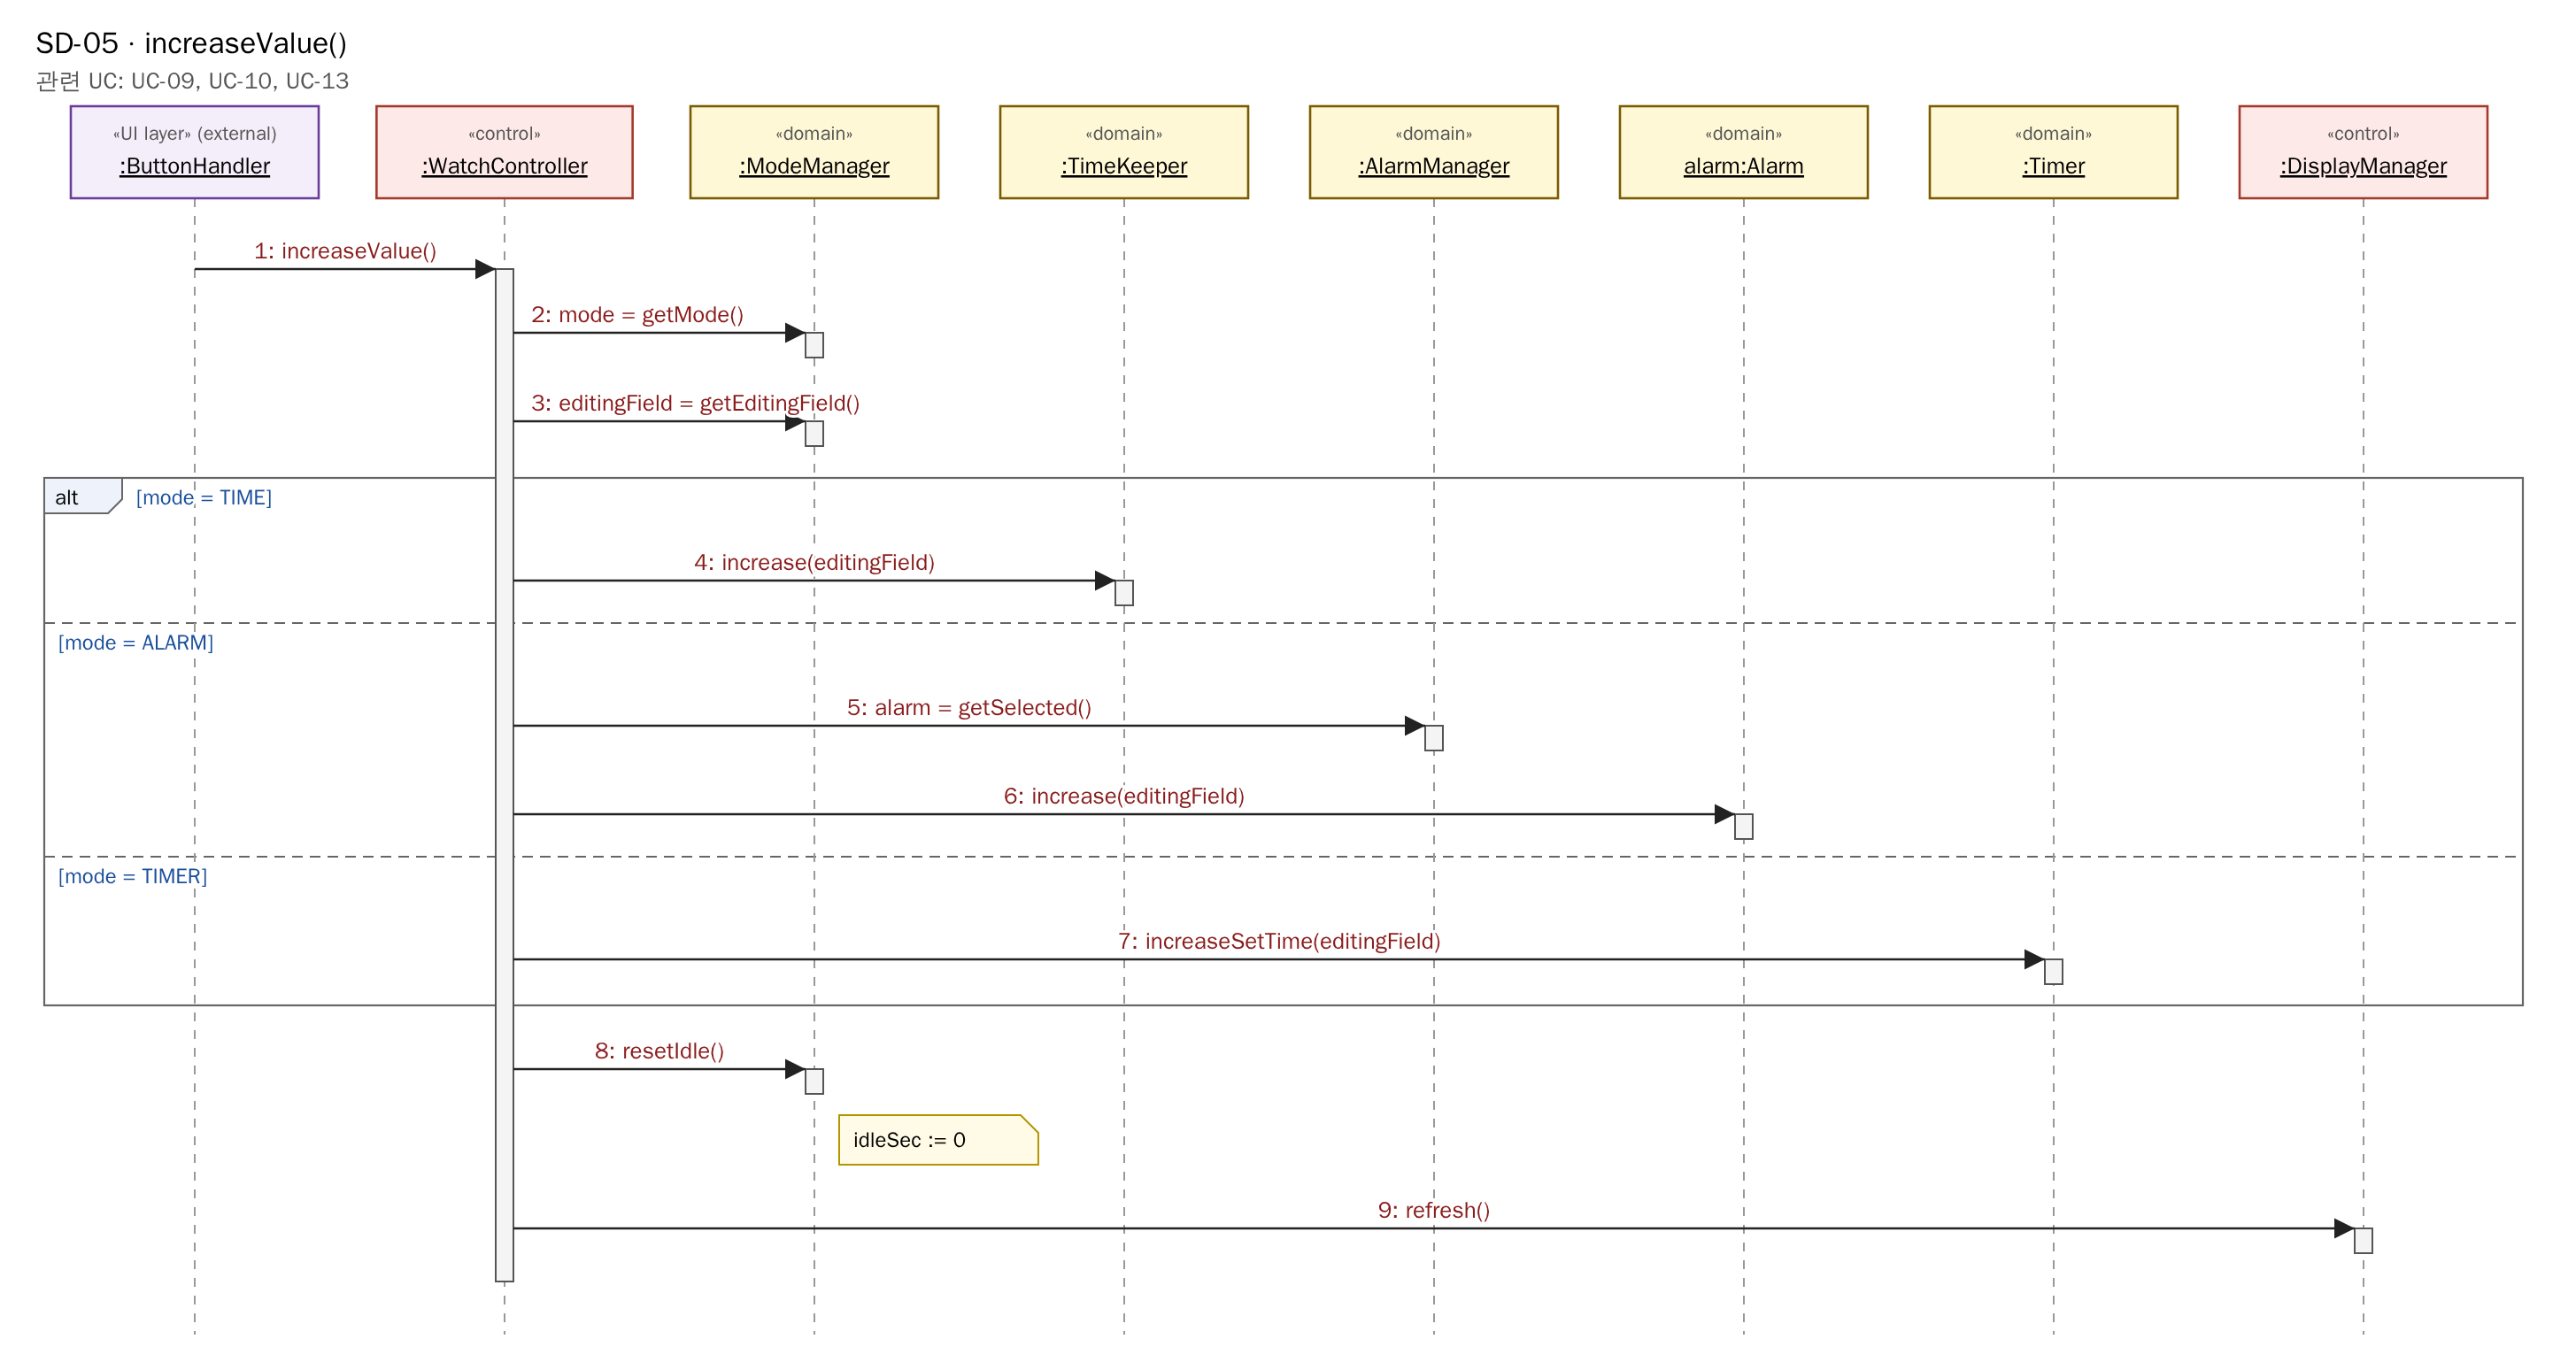 SD-05 · increaseValue()
관련 UC: UC-09, UC-10, UC-13
«UI layer» (external)
:ButtonHandler
«control»
:WatchController
«domain»
:ModeManager
«domain»
:TimeKeeper
«domain»
:AlarmManager
«domain»
alarm:Alarm
«domain»
:Timer
«control»
:DisplayManager
1: increaseValue()
2: mode = getMode()
3: editingField = getEditingField()
alt
[mode = TIME]
4: increase(editingField)
[mode = ALARM]
5: alarm = getSelected()
6: increase(editingField)
[mode = TIMER]
7: increaseSetTime(editingField)
8: resetIdle()
idleSec := 0
9: refresh()